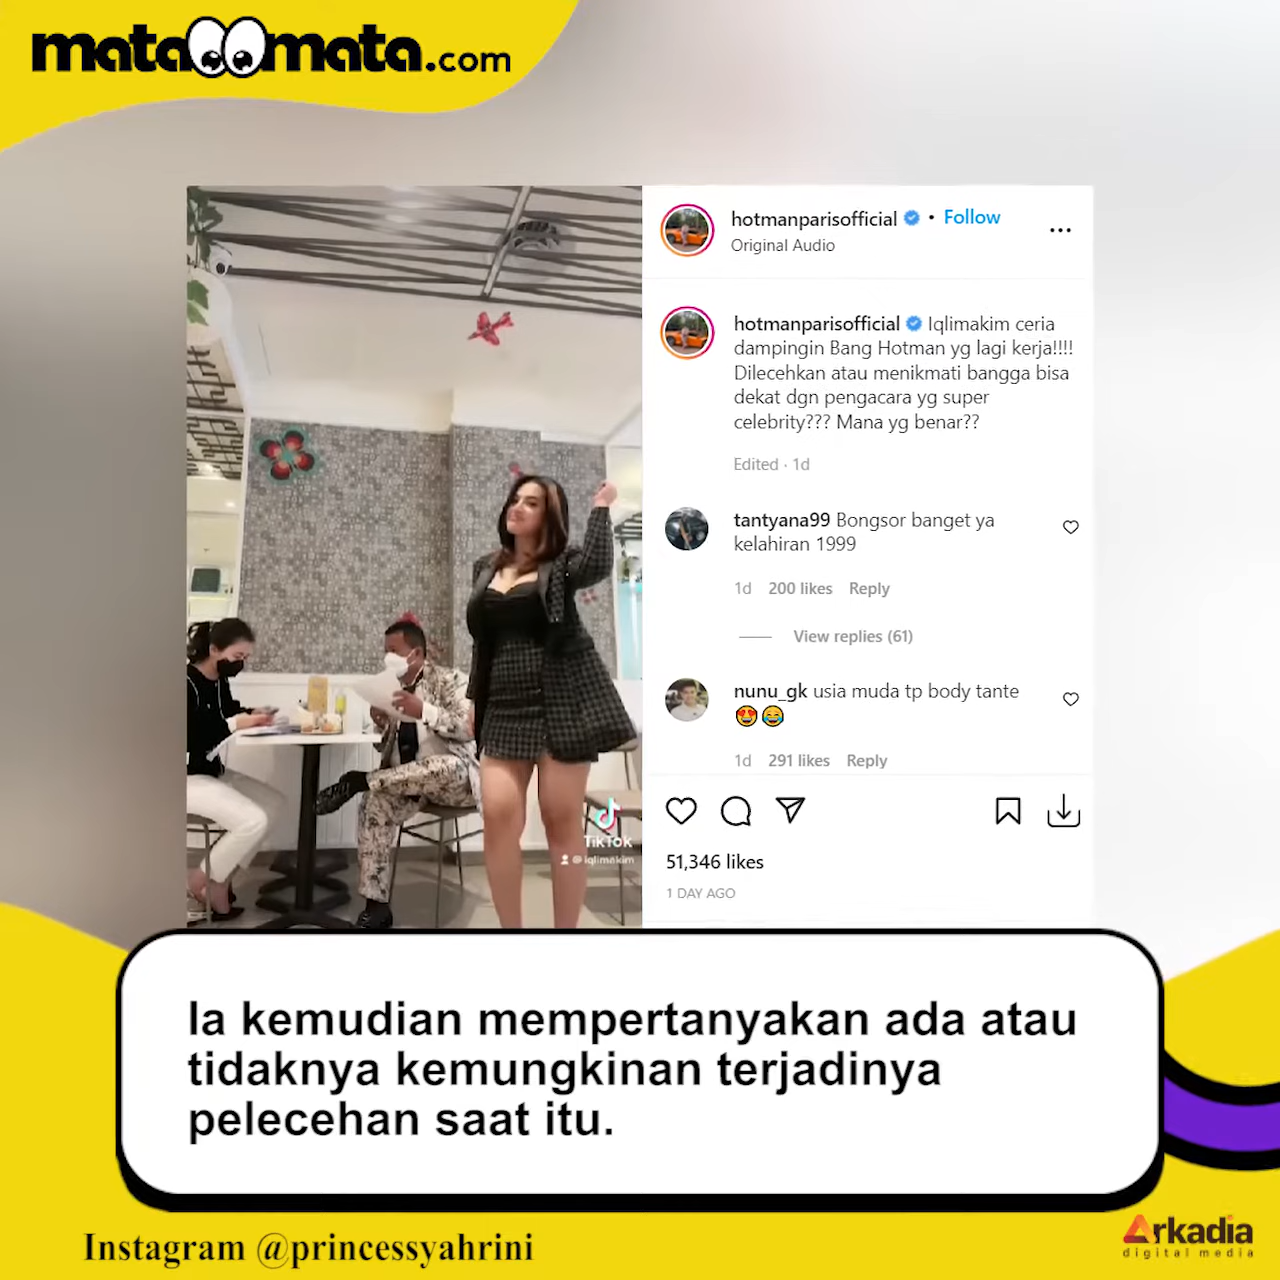 matamata.com
hotmanparisofficial • Follow
Original Audio
hotmanparisofficial Iqlimakim ceria
dampingin Bang Hotman yg lagi kerja!!!!
Dilecehkan atau menikmati bangga bisa
dekat dgn pengacara yg super
celebrity??? Mana yg benar??
Edited · 1d
tantyana99 Bongsor banget ya
kelahiran 1999
1d 200 likes Reply
View replies (61)
nunu_gk usia muda tp body tante
😍😂
1d 291 likes Reply
TikTok
@iqlimakim
51,346 likes
1 DAY AGO
Ia kemudian mempertanyakan ada atau
tidaknya kemungkinan terjadinya
pelecehan saat itu.
Instagram @princessyahrini
Arkadia
digital media